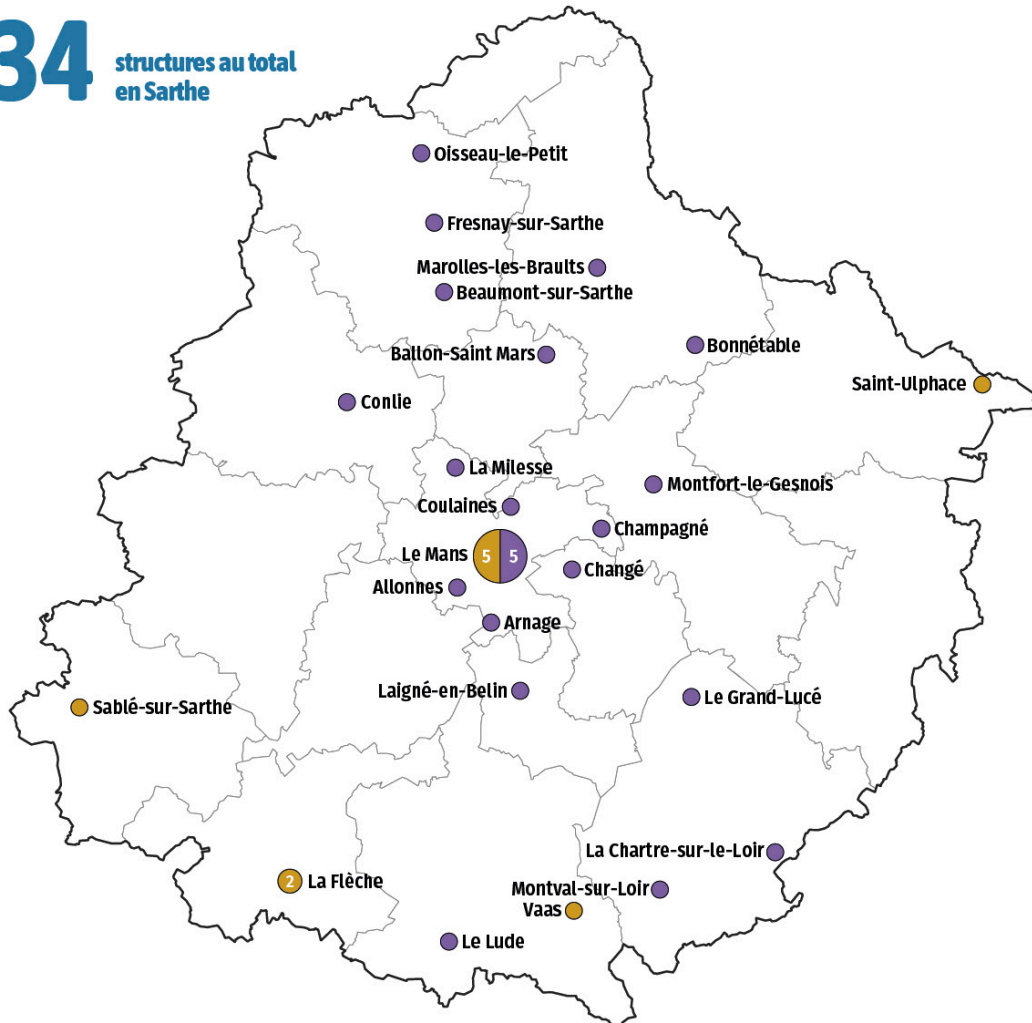 34
structures au total
en Sarthe
Oisseau-le-Petit
Fresnay-sur-Sarthe
Marolles-les-Braults
Beaumont-sur-Sarthe
Bonnétable
Ballon-Saint Mars
Saint-Ulphace
Conlie
La Milesse
Montfort-le-Gesnois
Coulaines
Champagné
Le Mans 5 5
Changé
Allonnes
Arnage
Laigné-en-Belin
Le Grand-Lucé
Sablé-sur-Sarthe
La Chartre-sur-le-Loir
2 La Flèche
Montval-sur-Loir
Vaas
Le Lude